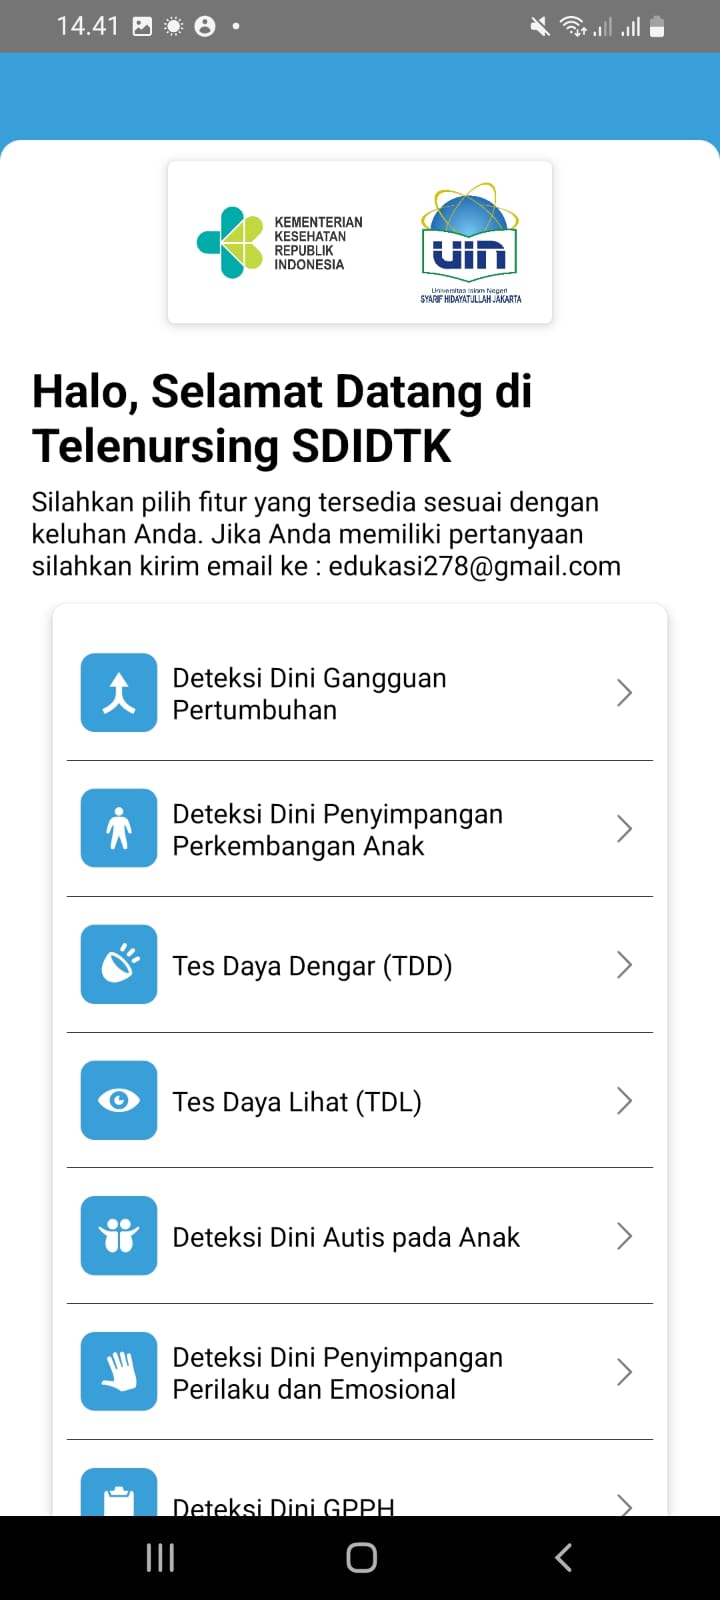 14.41
KEMENTERIAN
KESEHATAN
REPUBLIK
INDONESIA
uin
Universitas Islam Negeri
SYARIF HIDAYATULLAH JAKARTA
Halo, Selamat Datang di
Telenursing SDIDTK
Silahkan pilih fitur yang tersedia sesuai dengan
keluhan Anda. Jika Anda memiliki pertanyaan
silahkan kirim email ke : edukasi278@gmail.com
Deteksi Dini Gangguan
Pertumbuhan
Deteksi Dini Penyimpangan
Perkembangan Anak
Tes Daya Dengar (TDD)
Tes Daya Lihat (TDL)
Deteksi Dini Autis pada Anak
Deteksi Dini Penyimpangan
Perilaku dan Emosional
Deteksi Dini GPPH